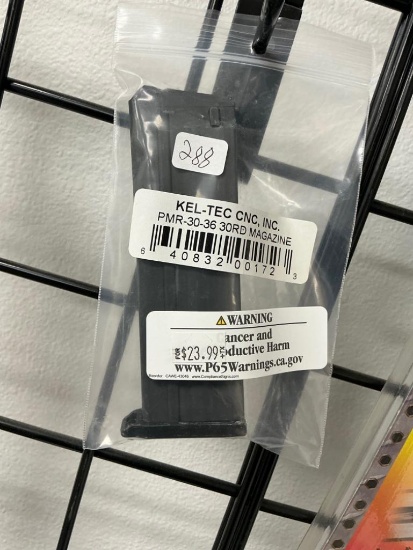 288
KEL-TEC CNC, INC.
PMR-30-36 30RD MAGAZINE
6 40832 00172 3
WARNING
ancer and
$23.99
ductive Harm
www.P65Warnings.ca.gov